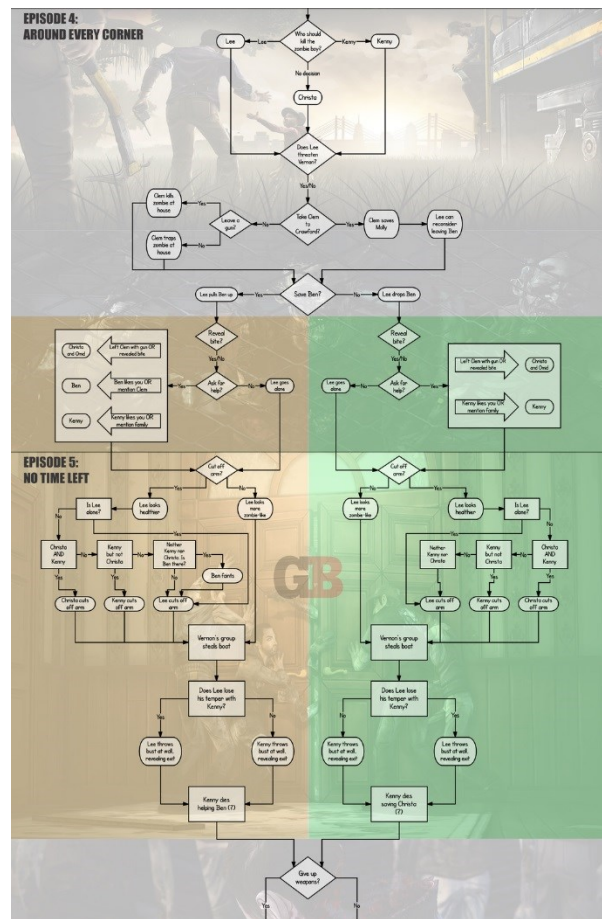 EPISODE 4:
AROUND EVERY CORNER
Who should
kill the
zombie boy?
Lee
Lee
Kenny
Kenny
No decision
Christa
Does Lee
threaten
Vernon?
Yes/No
Take Clem
to
Crawford?
No
Yes
Leave a
gun?
Yes
No
Clem kills
zombie at
house
Clem traps
zombie at
house
Clem saves
Molly
Lee can
reconsider
leaving Ben
Save Ben?
Yes
No
Lee pulls Ben up
Lee drops Ben
Reveal
bite?
Yes/No
Ask for
help?
Yes
No
Lee goes
alone
Christa
and Omid
Left Clem with gun OR
revealed bite
Ben
Ben likes you OR
mention Clem
Kenny
Kenny likes you OR
mention family
Reveal
bite?
Yes/No
Ask for
help?
No
Yes
Lee goes
alone
Left Clem with gun OR
revealed bite
Christa
and Omid
Kenny likes you OR
mention family
Kenny
EPISODE 5:
NO TIME LEFT
Cut off
arm?
Yes
No
Lee looks
healthier
Lee looks
more
zombie-like
Is Lee
alone?
No
Yes
Christa
AND
Kenny
No
Kenny
but not
Christa
No
Neither
Kenny nor
Christa. Is
Ben there?
Yes
Ben faints
Yes
Yes
No
Christa cuts
off arm
Kenny cuts off
arm
Lee cuts off
arm
Vernon's group
steals boat
Does Lee lose
his temper with
Kenny?
Yes
No
Lee throws
bust at wall,
revealing exit
Kenny throws
bust at wall,
revealing exit
Kenny dies
helping Ben (?)
Cut off
arm?
No
Yes
Lee looks
more
zombie-like
Lee looks
healthier
Is Lee
alone?
Yes
No
Neither
Kenny nor
Christa
No
Kenny
but not
Christa
No
Christa
AND
Kenny
Yes
Yes
Lee cuts off
arm
Kenny cuts off
arm
Christa cuts
off arm
Vernon's group
steals boat
Does Lee lose
his temper with
Kenny?
No
Yes
Kenny throws
bust at wall,
revealing exit
Lee throws
bust at wall,
revealing exit
Kenny dies
saving Christa
(?)
GB
Give up
weapons?
Yes
No